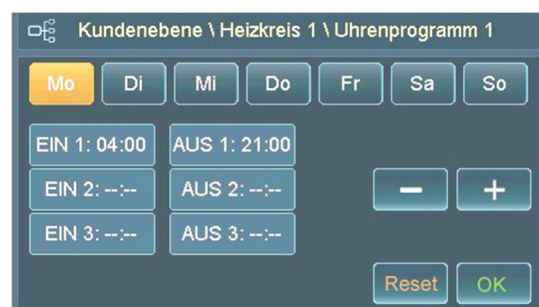 Kundenebene \ Heizkreis 1 \ Uhrenprogramm 1
Mo Di Mi Do Fr Sa So
EIN 1: 04:00 AUS 1: 21:00
EIN 2: --:-- AUS 2: --:--
− +
EIN 3: --:-- AUS 3: --:--
Reset OK